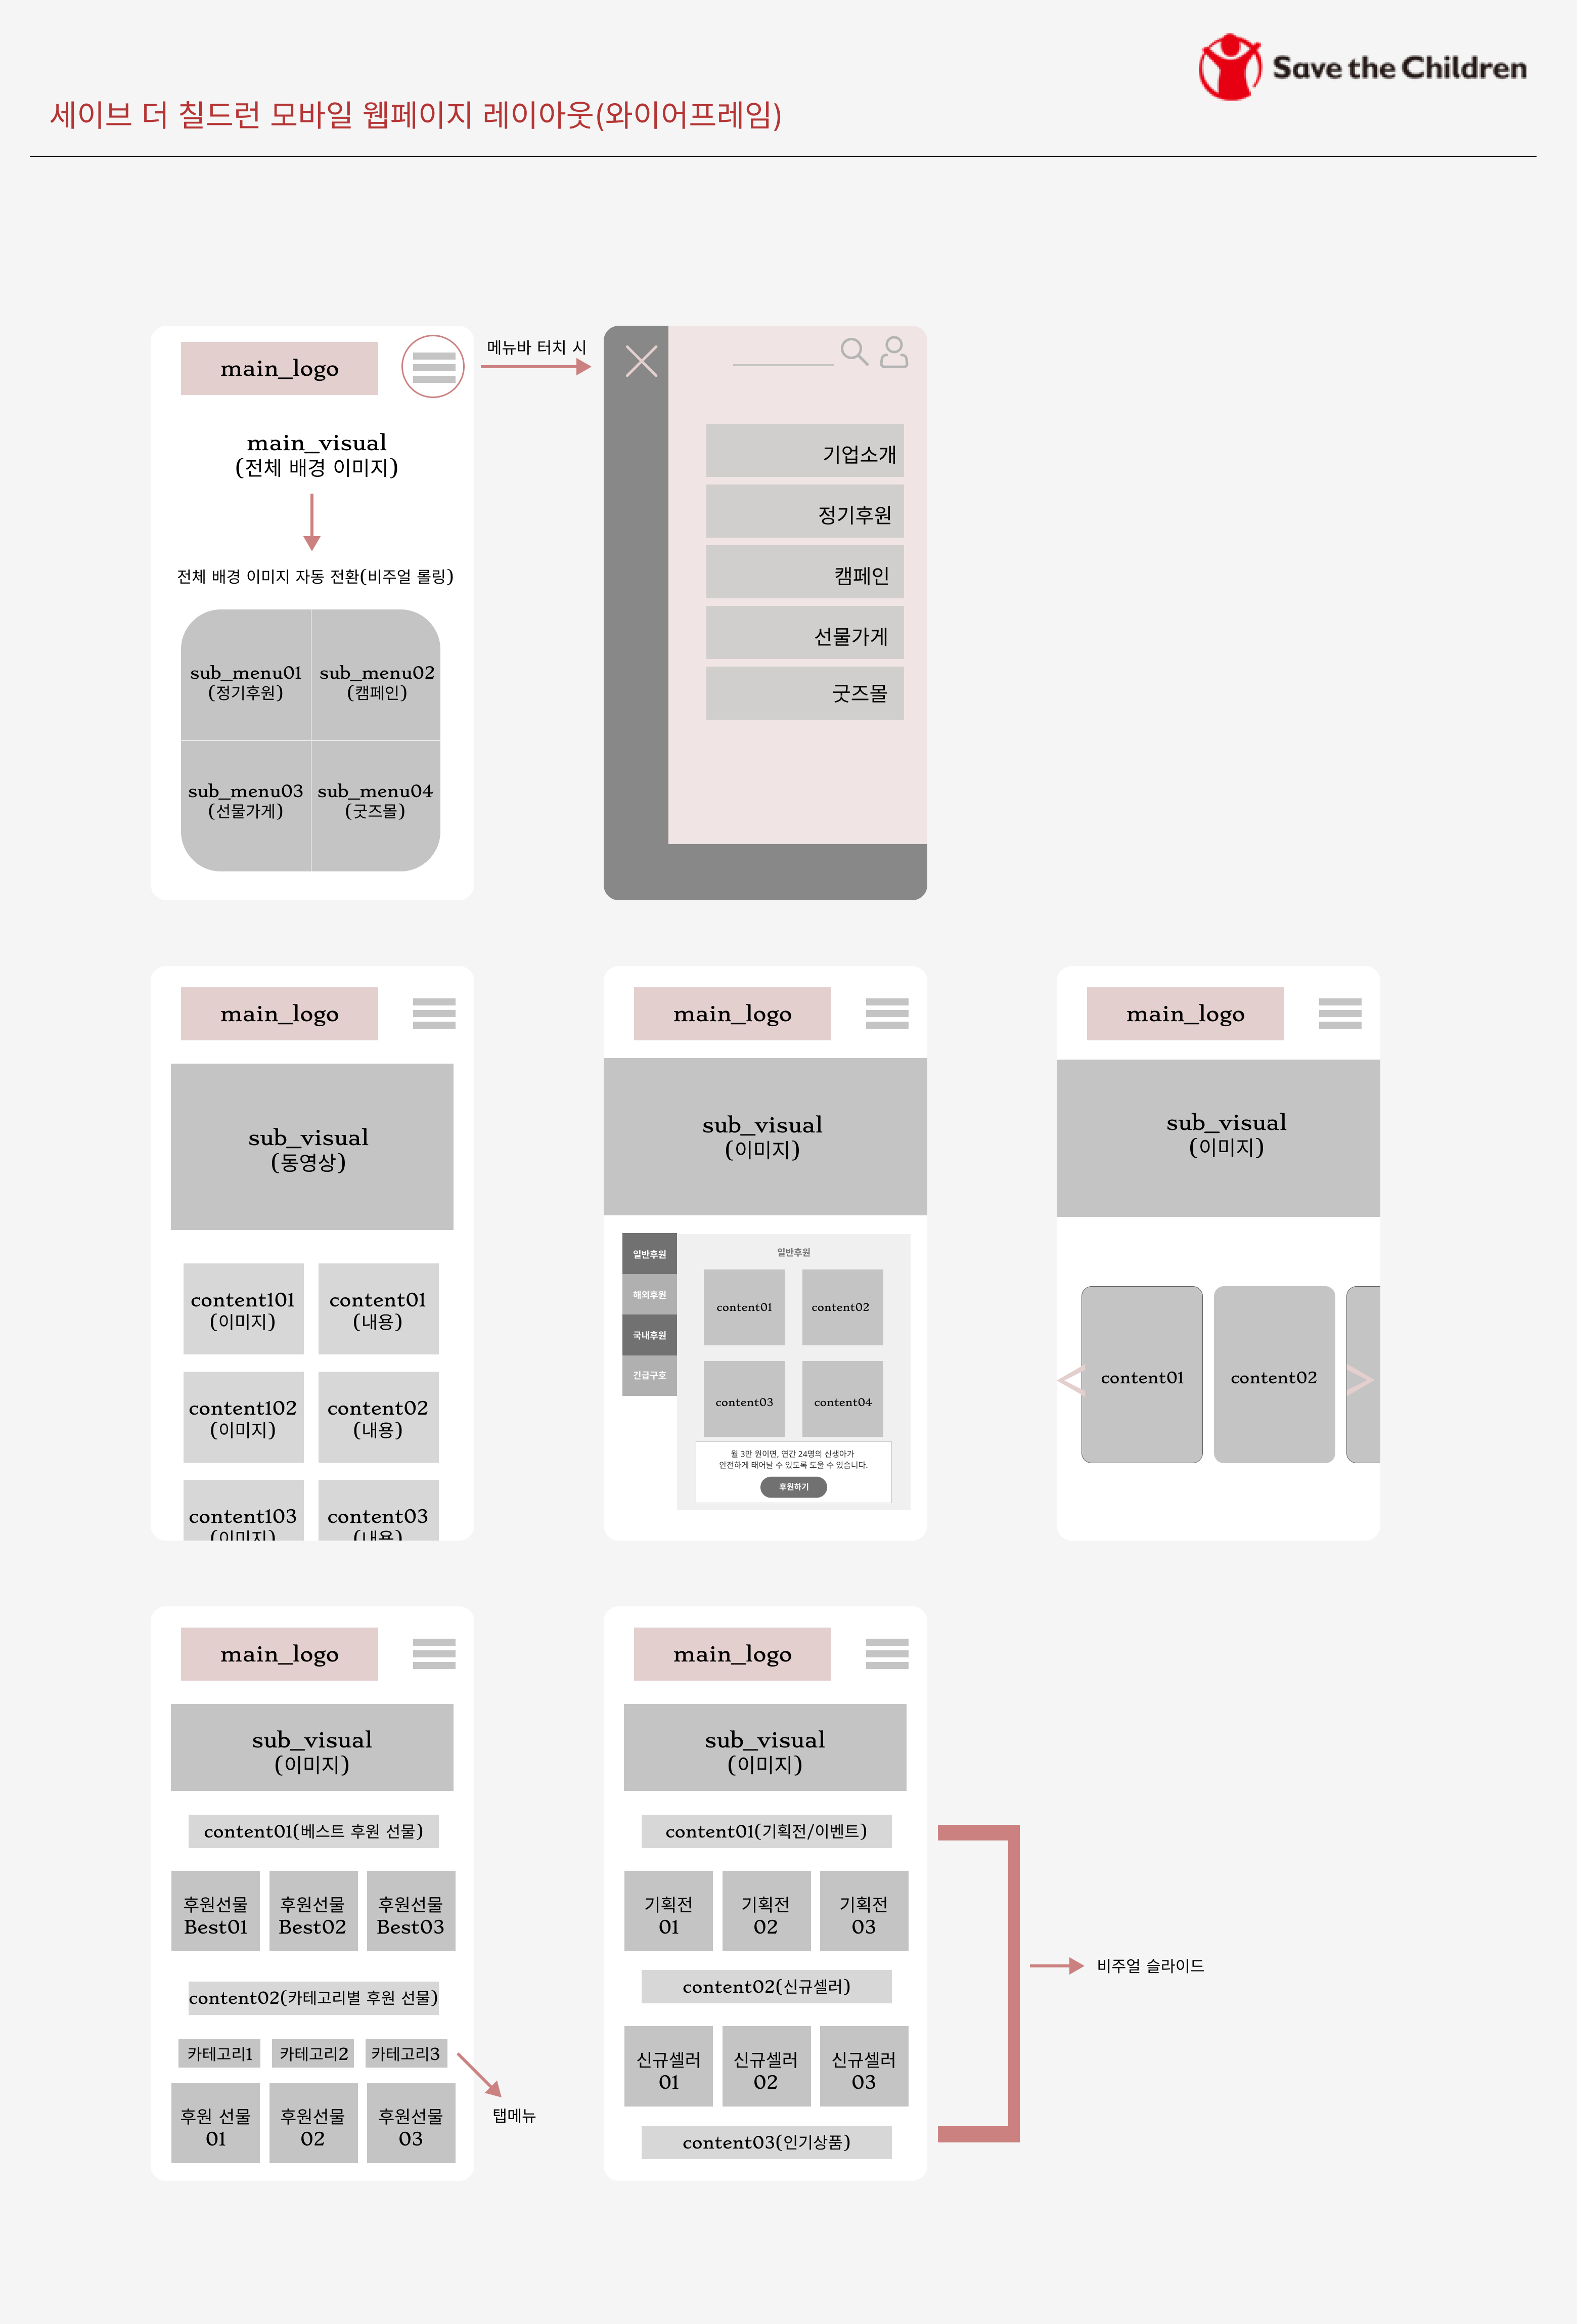 Save the Children
세이브 더 칠드런 모바일 웹페이지 레이아웃(와이어프레임)
main_logo
main_visual
(전체 배경 이미지)
전체 배경 이미지 자동 전환(비주얼 롤링)
sub_menu01
(정기후원)
sub_menu02
(캠페인)
sub_menu03
(선물가게)
sub_menu04
(굿즈몰)
메뉴바 터치 시
기업소개
정기후원
캠페인
선물가게
굿즈몰
main_logo
sub_visual
(동영상)
content101
(이미지)
content01
(내용)
content102
(이미지)
content02
(내용)
content103
(이미지)
content03
(내용)
main_logo
sub_visual
(이미지)
일반후원
해외후원
국내후원
긴급구호
일반후원
content01
content02
content03
content04
월 3만 원이면, 연간 24명의 신생아가
안전하게 태어날 수 있도록 도울 수 있습니다.
후원하기
main_logo
sub_visual
(이미지)
content01
content02
main_logo
sub_visual
(이미지)
content01(베스트 후원 선물)
후원선물
Best01
후원선물
Best02
후원선물
Best03
content02(카테고리별 후원 선물)
카테고리1
카테고리2
카테고리3
탭메뉴
후원 선물
01
후원선물
02
후원선물
03
main_logo
sub_visual
(이미지)
content01(기획전/이벤트)
기획전
01
기획전
02
기획전
03
content02(신규셀러)
신규셀러
01
신규셀러
02
신규셀러
03
content03(인기상품)
비주얼 슬라이드